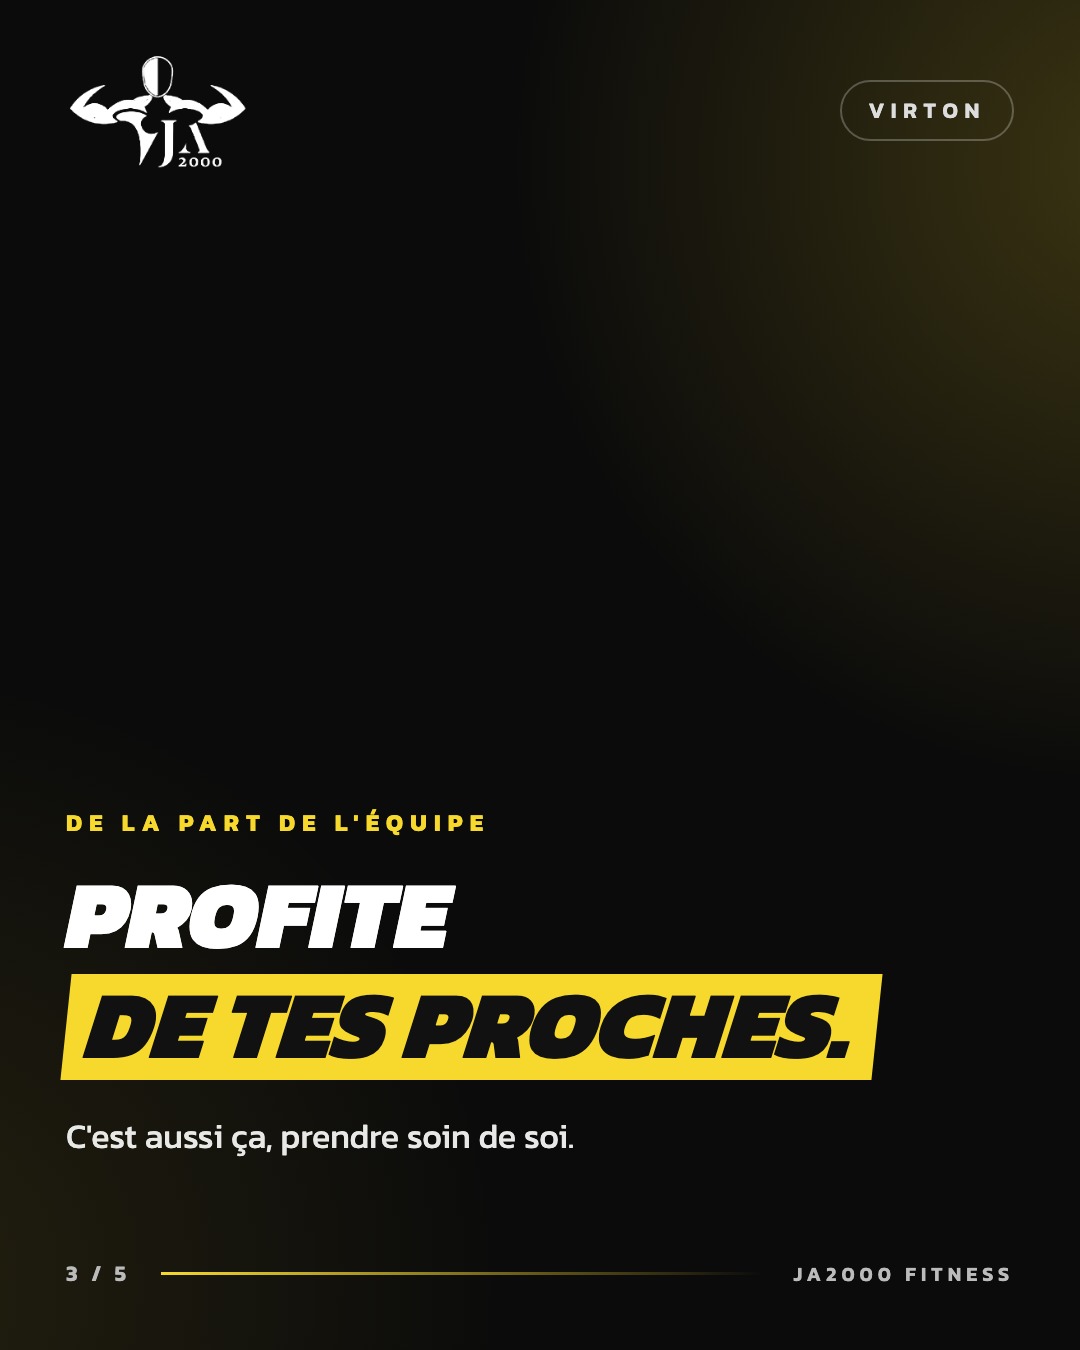 JA
2000
VIRTON
DE LA PART DE L'ÉQUIPE
PROFITE
DE TES PROCHES.
C'est aussi ça, prendre soin de soi.
3 / 5
JA2000 FITNESS